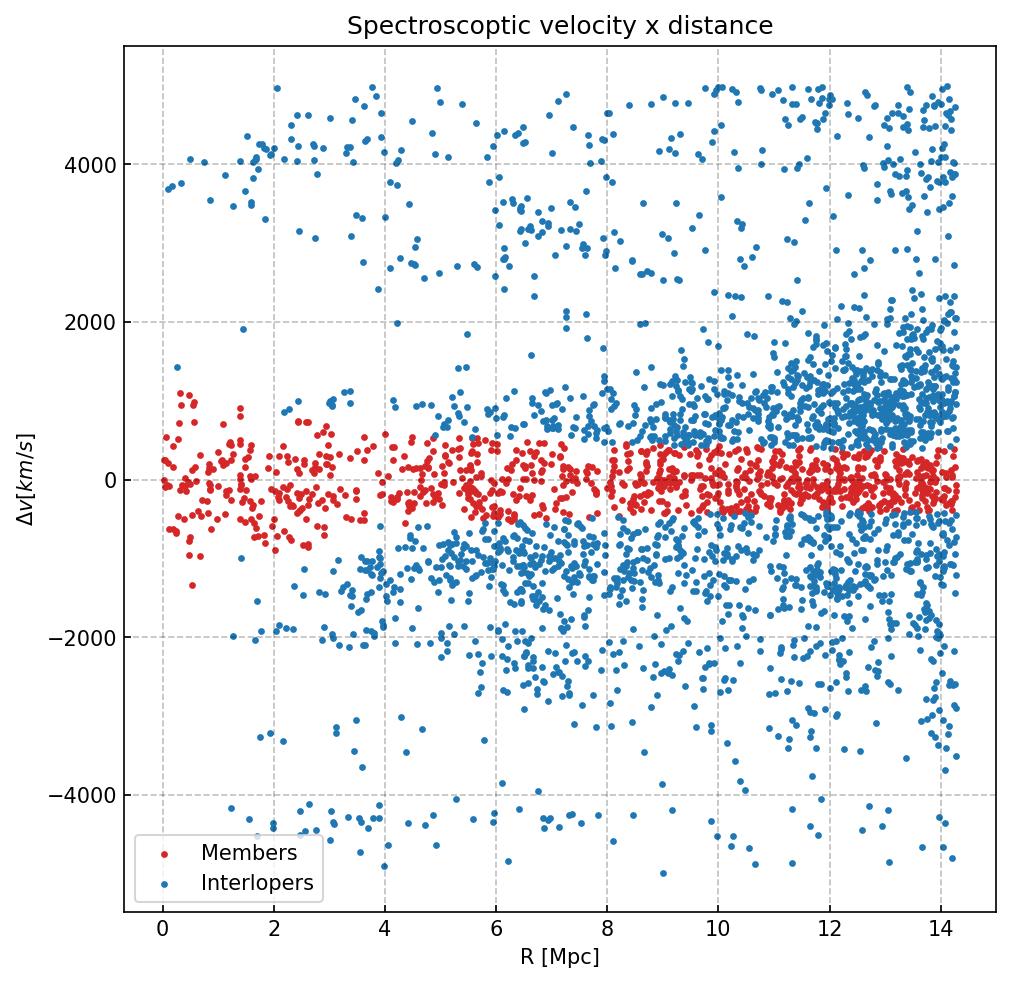 Spectroscoptic velocity x distance
Δv[km/s]
4000
2000
0
−2000
−4000
Members
Interlopers
0 2 4 6 8 10 12 14
R [Mpc]